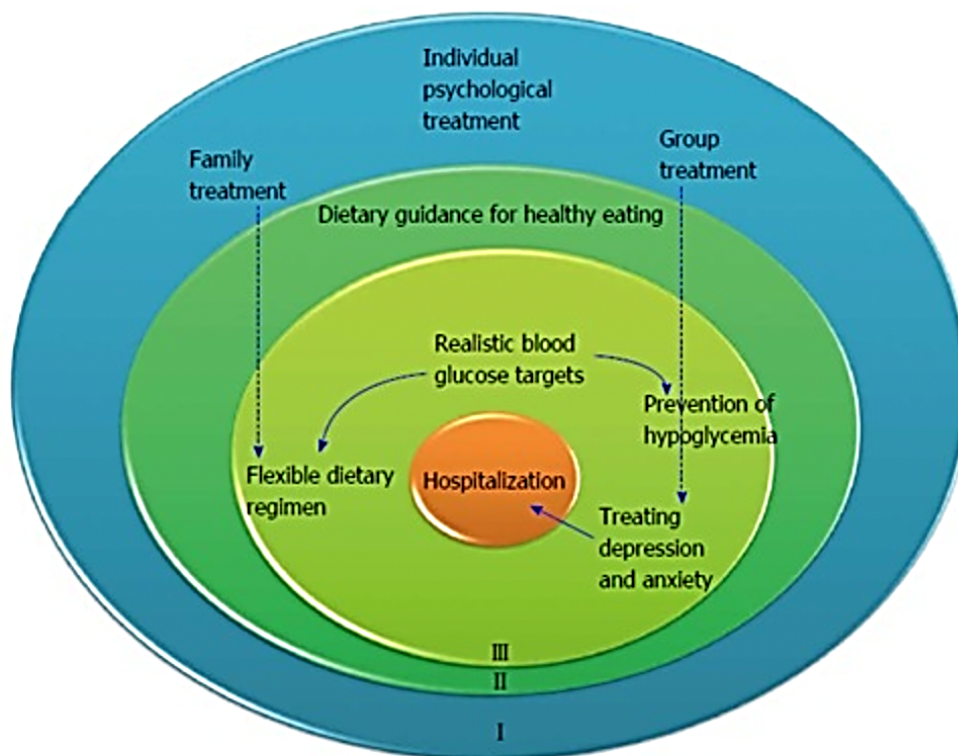 Individual
psychological
treatment
Family
treatment
Group
treatment
Dietary guidance for healthy eating
Realistic blood
glucose targets
Prevention of
hypoglycemia
Flexible dietary
regimen
Hospitalization
Treating
depression
and anxiety
III
II
I